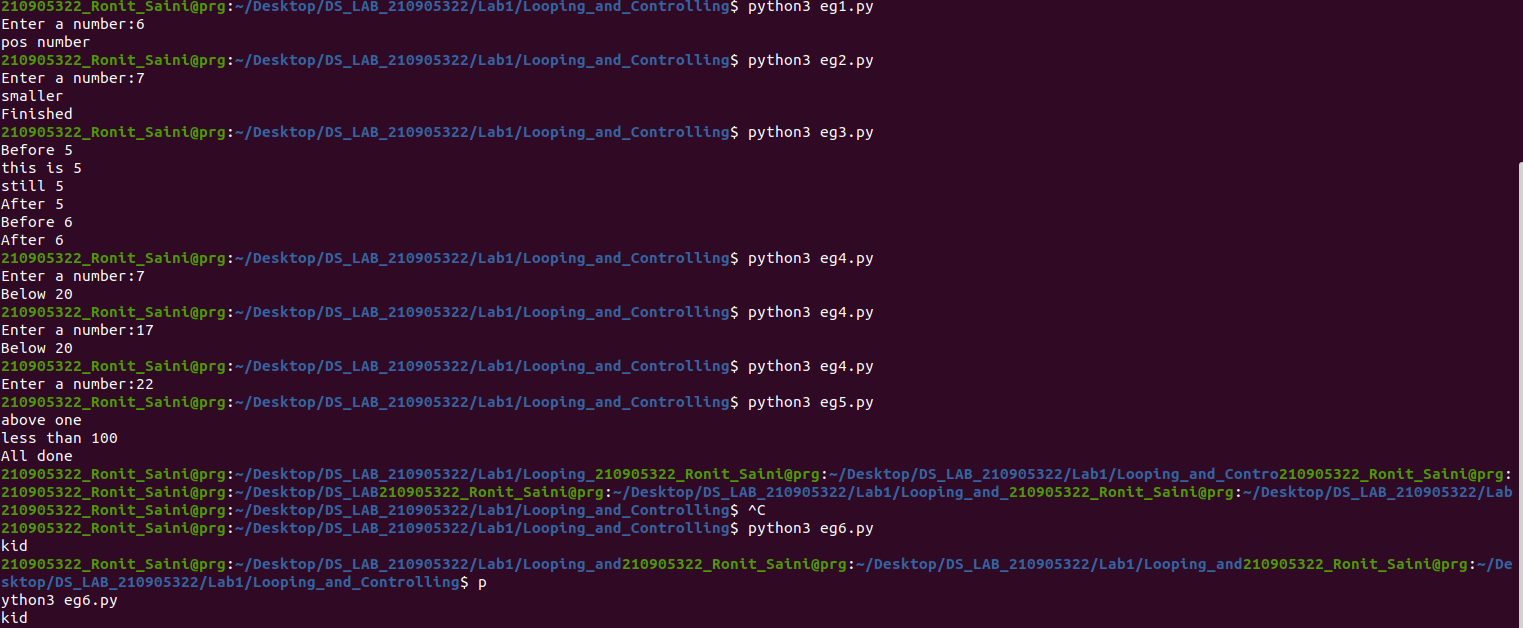 210905322_Ronit_Saini@prg:~/Desktop/DS_LAB_210905322/Lab1/Looping_and_Controlling$ python3 eg1.py
Enter a number:6
pos number
210905322_Ronit_Saini@prg:~/Desktop/DS_LAB_210905322/Lab1/Looping_and_Controlling$ python3 eg2.py
Enter a number:7
smaller
Finished
210905322_Ronit_Saini@prg:~/Desktop/DS_LAB_210905322/Lab1/Looping_and_Controlling$ python3 eg3.py
Before 5
this is 5
still 5
After 5
Before 6
After 6
210905322_Ronit_Saini@prg:~/Desktop/DS_LAB_210905322/Lab1/Looping_and_Controlling$ python3 eg4.py
Enter a number:7
Below 20
210905322_Ronit_Saini@prg:~/Desktop/DS_LAB_210905322/Lab1/Looping_and_Controlling$ python3 eg4.py
Enter a number:17
Below 20
210905322_Ronit_Saini@prg:~/Desktop/DS_LAB_210905322/Lab1/Looping_and_Controlling$ python3 eg4.py
Enter a number:22
210905322_Ronit_Saini@prg:~/Desktop/DS_LAB_210905322/Lab1/Looping_and_Controlling$ python3 eg5.py
above one
less than 100
All done
210905322_Ronit_Saini@prg:~/Desktop/DS_LAB_210905322/Lab1/Looping_210905322_Ronit_Saini@prg:~/Desktop/DS_LAB_210905322/Lab1/Looping_and_Contro210905322_Ronit_Saini@prg:
210905322_Ronit_Saini@prg:~/Desktop/DS_LAB210905322_Ronit_Saini@prg:~/Desktop/DS_LAB_210905322/Lab1/Looping_and_210905322_Ronit_Saini@prg:~/Desktop/DS_LAB_210905322/Lab
210905322_Ronit_Saini@prg:~/Desktop/DS_LAB_210905322/Lab1/Looping_and_Controlling$ ^C
210905322_Ronit_Saini@prg:~/Desktop/DS_LAB_210905322/Lab1/Looping_and_Controlling$ python3 eg6.py
kid
210905322_Ronit_Saini@prg:~/Desktop/DS_LAB_210905322/Lab1/Looping_and210905322_Ronit_Saini@prg:~/Desktop/DS_LAB_210905322/Lab1/Looping_and210905322_Ronit_Saini@prg:~/De
sktop/DS_LAB_210905322/Lab1/Looping_and_Controlling$ p
ython3 eg6.py
kid